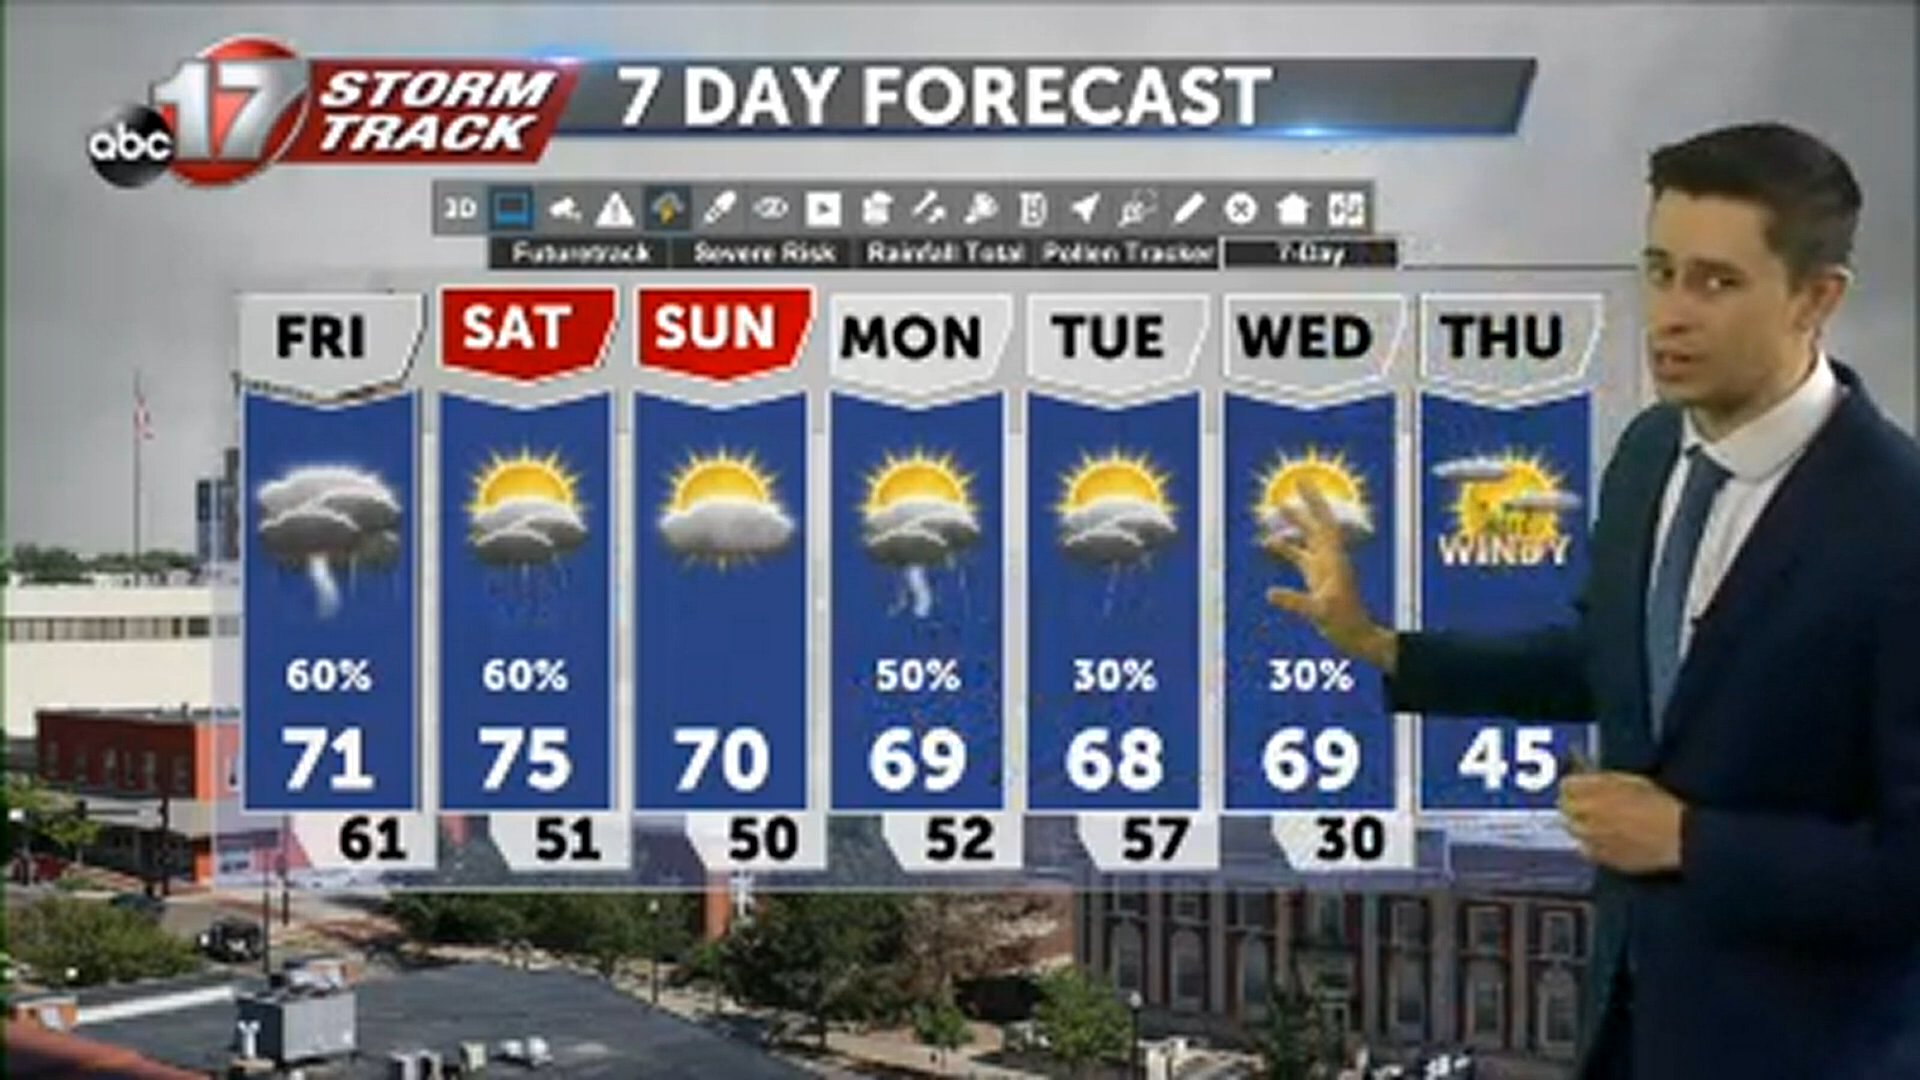 abc 17 STORM TRACK
7 DAY FORECAST
Futuretrack Severe Risk Rainfall Total Pollen Tracker 7-Day
FRI SAT SUN MON TUE WED THU
WINDY
60% 60% 50% 30% 30%
71 75 70 69 68 69 45
61 51 50 52 57 30